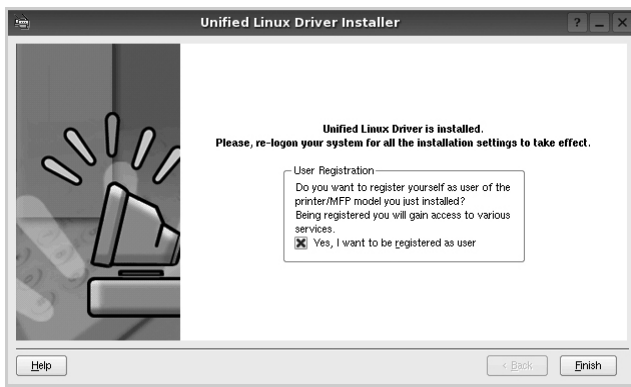 Unified Linux Driver Installer
Unified Linux Driver is installed.
Please, re-logon your system for all the installation settings to take effect.
User Registration
Do you want to register yourself as user of the
printer/MFP model you just installed?
Being registered you will gain access to various
services.
Yes, I want to be registered as user
Help
< Back
Finish